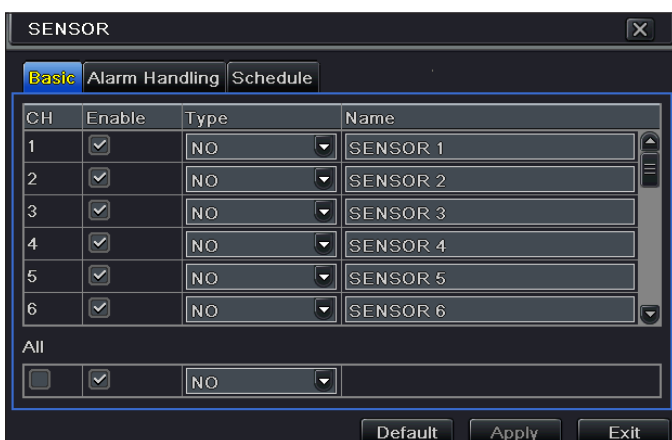 SENSOR
Basic Alarm Handling Schedule
CH Enable Type Name
1 NO SENSOR 1
2 NO SENSOR 2
3 NO SENSOR 3
4 NO SENSOR 4
5 NO SENSOR 5
6 NO SENSOR 6
All
NO
Default Apply Exit